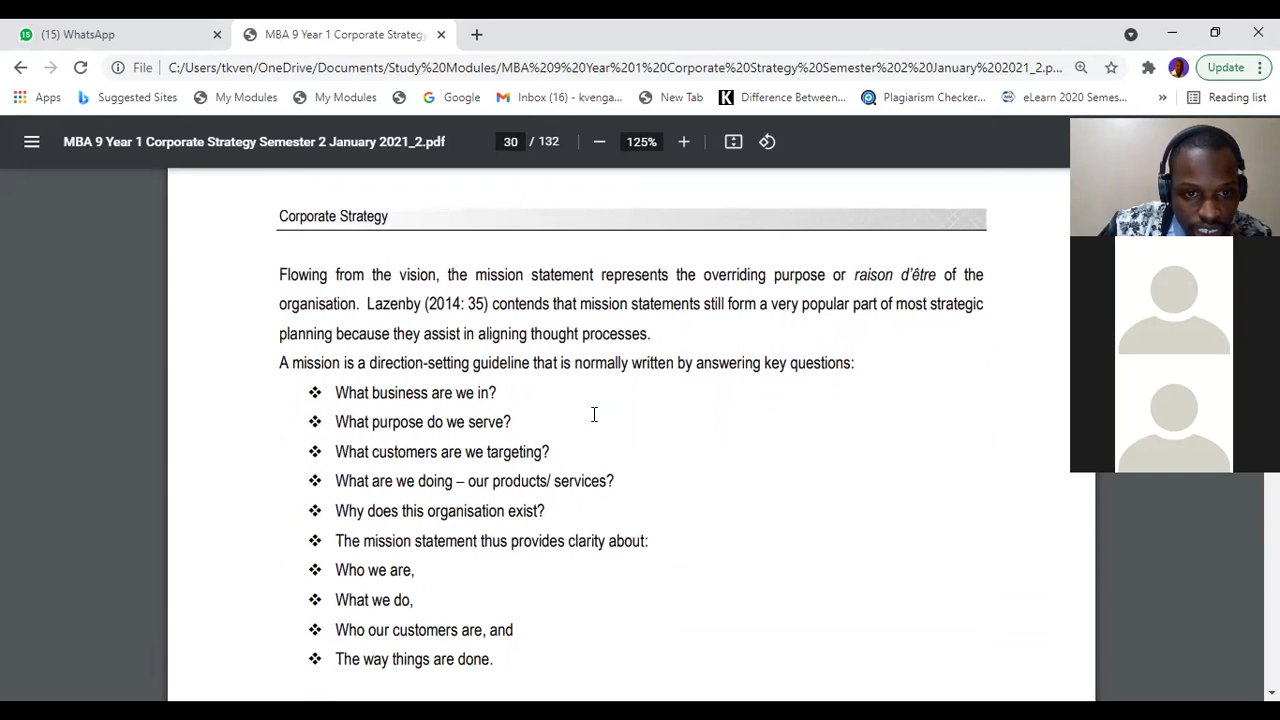 (15) WhatsApp
MBA 9 Year 1 Corporate Strategy
File
C:/Users/tkven/OneDrive/Documents/Study%20Modules/MBA%209%20Year%201%20Corporate%20Strategy%20Semester%202%20January%202021_2.p...
Update
Apps
Suggested Sites
My Modules
My Modules
Google
Inbox (16) - kvenga...
New Tab
Difference Between...
Plagiarism Checker...
eLearn 2020 Semes...
»
Reading list
MBA 9 Year 1 Corporate Strategy Semester 2 January 2021_2.pdf
30 / 132
125%
Corporate Strategy
Flowing from the vision, the mission statement represents the overriding purpose or raison d'être of the
organisation. Lazenby (2014: 35) contends that mission statements still form a very popular part of most strategic
planning because they assist in aligning thought processes.
A mission is a direction-setting guideline that is normally written by answering key questions:
❖ What business are we in?
❖ What purpose do we serve?
❖ What customers are we targeting?
❖ What are we doing – our products/ services?
❖ Why does this organisation exist?
❖ The mission statement thus provides clarity about:
❖ Who we are,
❖ What we do,
❖ Who our customers are, and
❖ The way things are done.